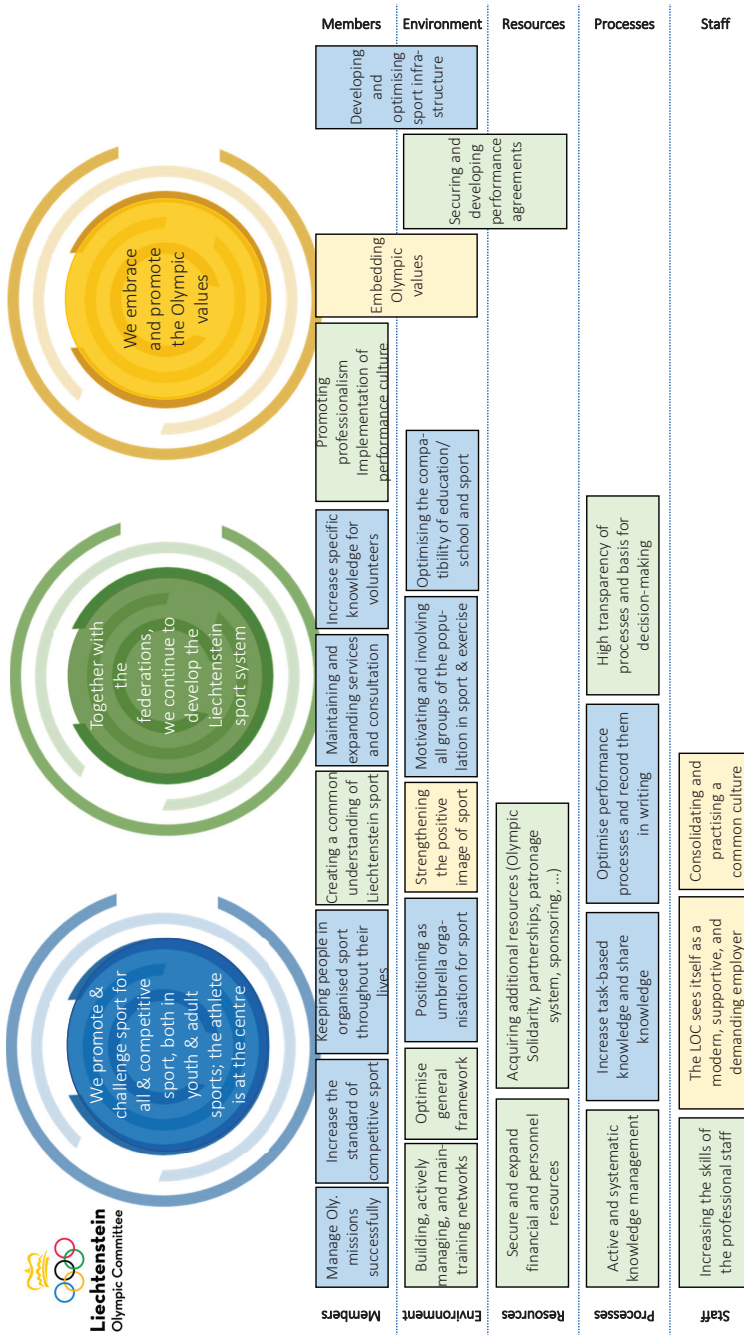 Liechtenstein
Olympic Committee
We promote &
challenge sport for
all & competitive
sport, both in
youth & adult
sports; the athlete
is at the centre
Together with
the
federations,
we continue to
develop the
Liechtenstein
sport system
We embrace
and promote
the Olympic
values
Members
Manage Oly.
missions
successfully
Increase the
standard of
competitive sport
Keeping people in
organised sport
throughout their
lives
Creating a common
understanding of
Liechtenstein sport
Maintaining and
expanding services
and consultation
Increase specific
knowledge for
volunteers
Promoting
professionalism
Implementation of
performance culture
Embedding
Olympic
values
Developing
and
optimising
sport infra-
structure
Members
Environment
Building, actively
managing, and main-
training networks
Optimise
general
framework
Positioning as
umbrella orga-
nisation for sport
Strengthening
the positive
image of sport
Motivating and involving
all groups of the popu-
lation in sport & exercise
Optimising the compa-
tibility of education/
school and sport
Securing and
developing
performance
agreements
Environment
Resources
Secure and expand
financial and personnel
resources
Acquiring additional resources (Olympic
Solidarity, partnerships, patronage
system, sponsoring, ...)
Resources
Processes
Active and systematic
knowledge management
Increase task-based
knowledge and share
knowledge
Optimise performance
processes and record them
in writing
High transparency of
processes and basis for
decision-making
Processes
Staff
Increasing the skills of
the professional staff
The LOC sees itself as a
modern, supportive, and
demanding employer
Consolidating and
practising a
common culture
Staff